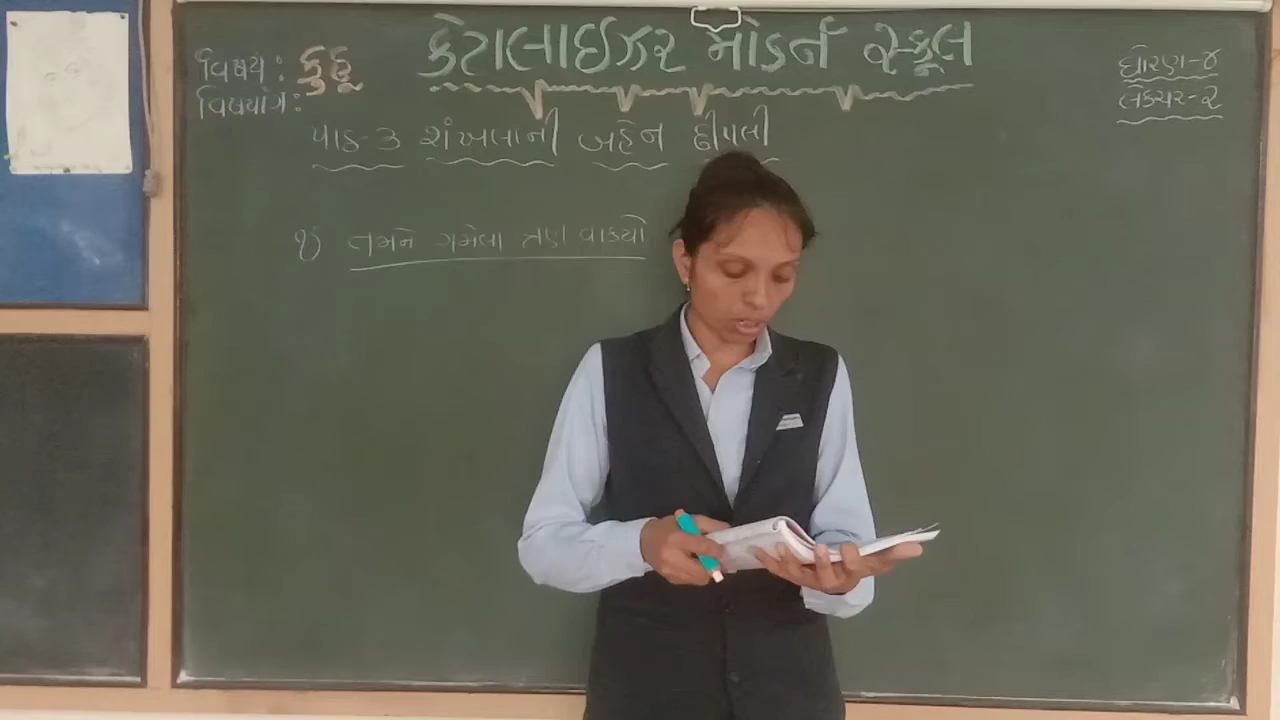 કેટાલાઈઝર મોડર્ન સ્કૂલ
વિષય : કુહૂ
વિષયાંગ :
ધોરણ-૪
લેક્ચર-૨
પાઠ-૩ શંખલાની બહેન છીપલી
૧) તમને ગમેલા ત્રણ વાક્યો